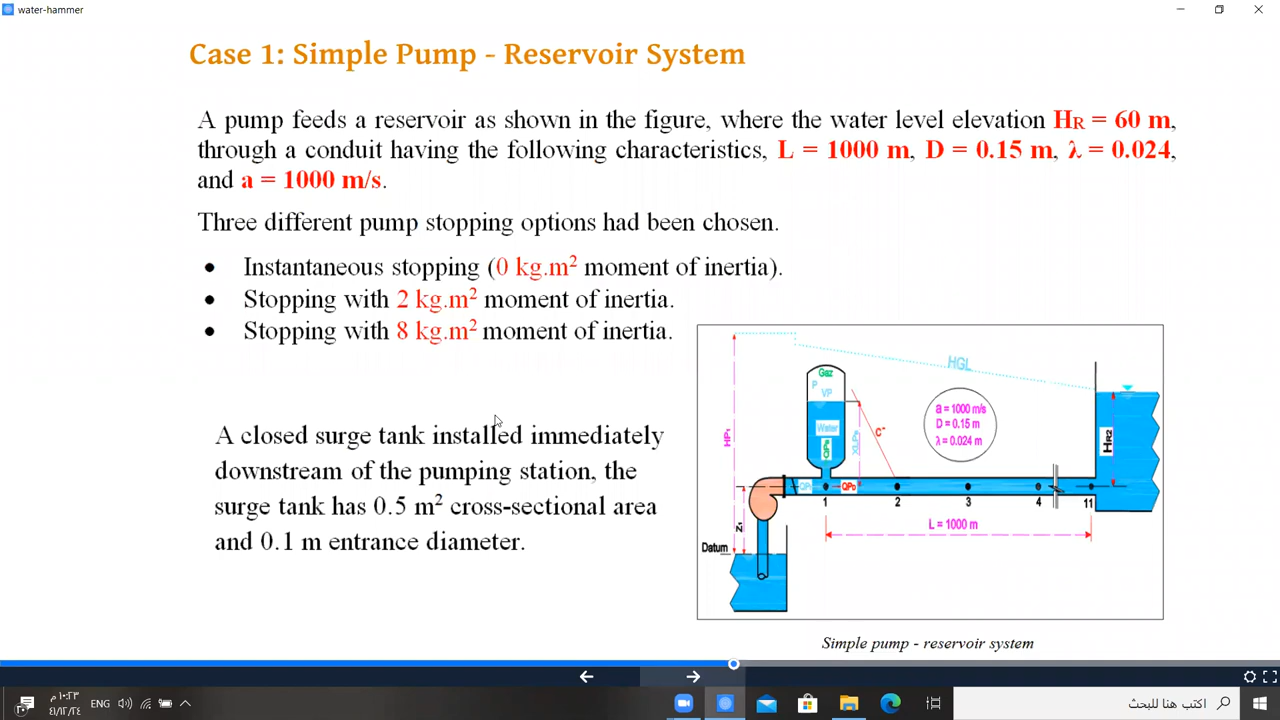 water-hammer
Case 1: Simple Pump - Reservoir System
A pump feeds a reservoir as shown in the figure, where the water level elevation HR = 60 m,
through a conduit having the following characteristics, L = 1000 m, D = 0.15 m, λ = 0.024,
and a = 1000 m/s.
Three different pump stopping options had been chosen.
• Instantaneous stopping (0 kg.m² moment of inertia).
• Stopping with 2 kg.m² moment of inertia.
• Stopping with 8 kg.m² moment of inertia.
A closed surge tank installed immediately
downstream of the pumping station, the
surge tank has 0.5 m² cross-sectional area
and 0.1 m entrance diameter.
HGL
Gaz
P
VP
Water
C-
a = 1000 m/s
D = 0.15 m
λ = 0.024 m
HR2
HP1
QPD
1 2 3 4 11
Z1
L = 1000 m
Datum
Simple pump - reservoir system
ENG
اكتب هنا للبحث